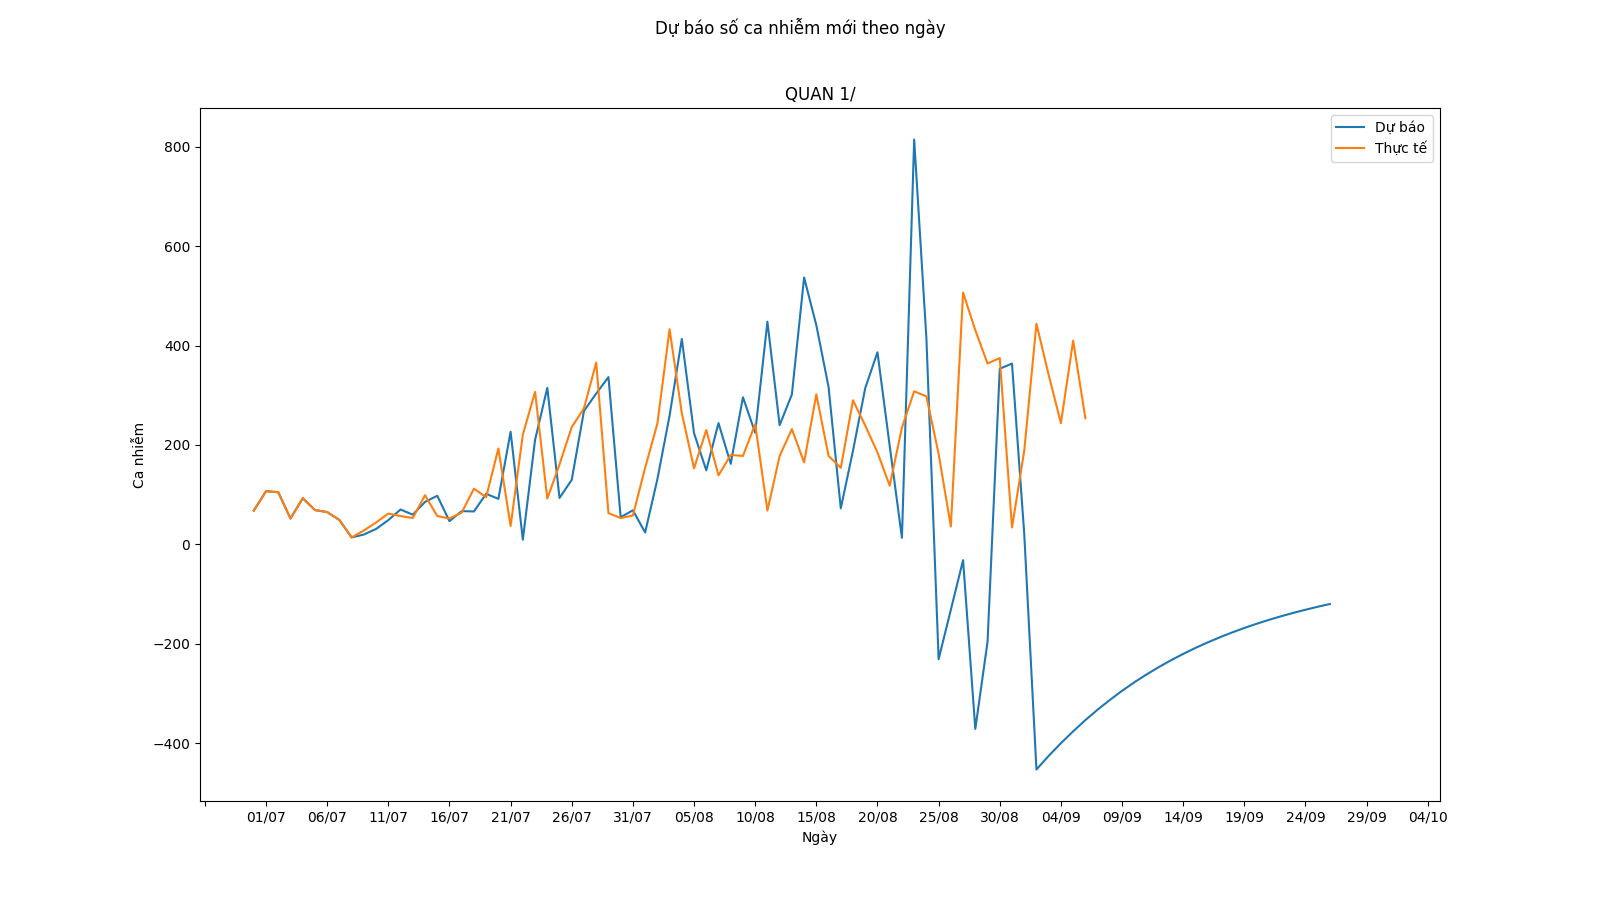 Dự báo số ca nhiễm mới theo ngày
QUAN 1/
Dự báo
Thực tế
800
600
400
200
0
−200
−400
Ca nhiễm
01/07 06/07 11/07 16/07 21/07 26/07 31/07 05/08 10/08 15/08 20/08 25/08 30/08 04/09 09/09 14/09 19/09 24/09 29/09 04/10
Ngày